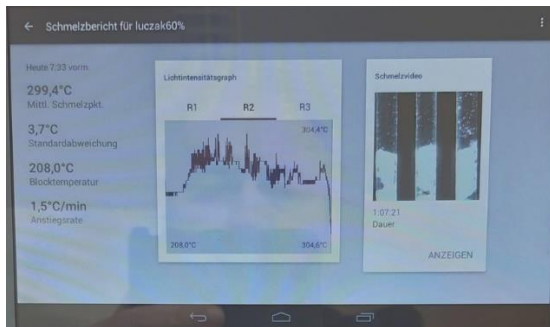 Schmelzbericht für luczak60%
Heute 7:33 vorm.
299,4°C
Mittl. Schmelzpkt.
3,7°C
Standardabweichung
208,0°C
Blocktemperatur
1,5°C/min
Anstiegsrate
Lichtintensitätsgraph
R1 R2 R3
304,4°C
208,0°C 304,6°C
Schmelzvideo
1:07:21
Dauer
ANZEIGEN